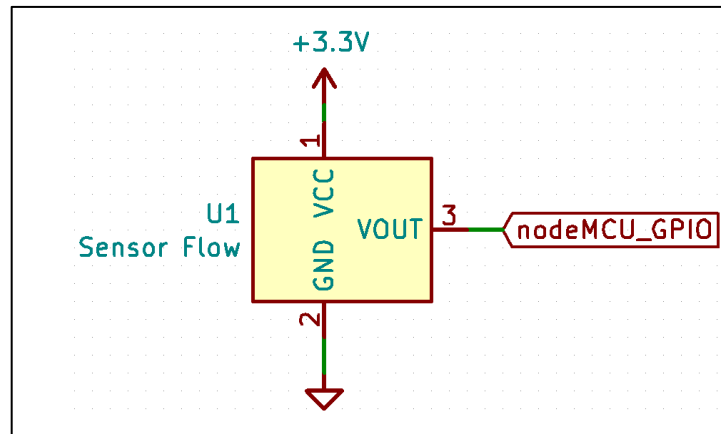 +3.3V
1
VCC
U1
Sensor Flow
VOUT
3
nodeMCU_GPIO
GND
2